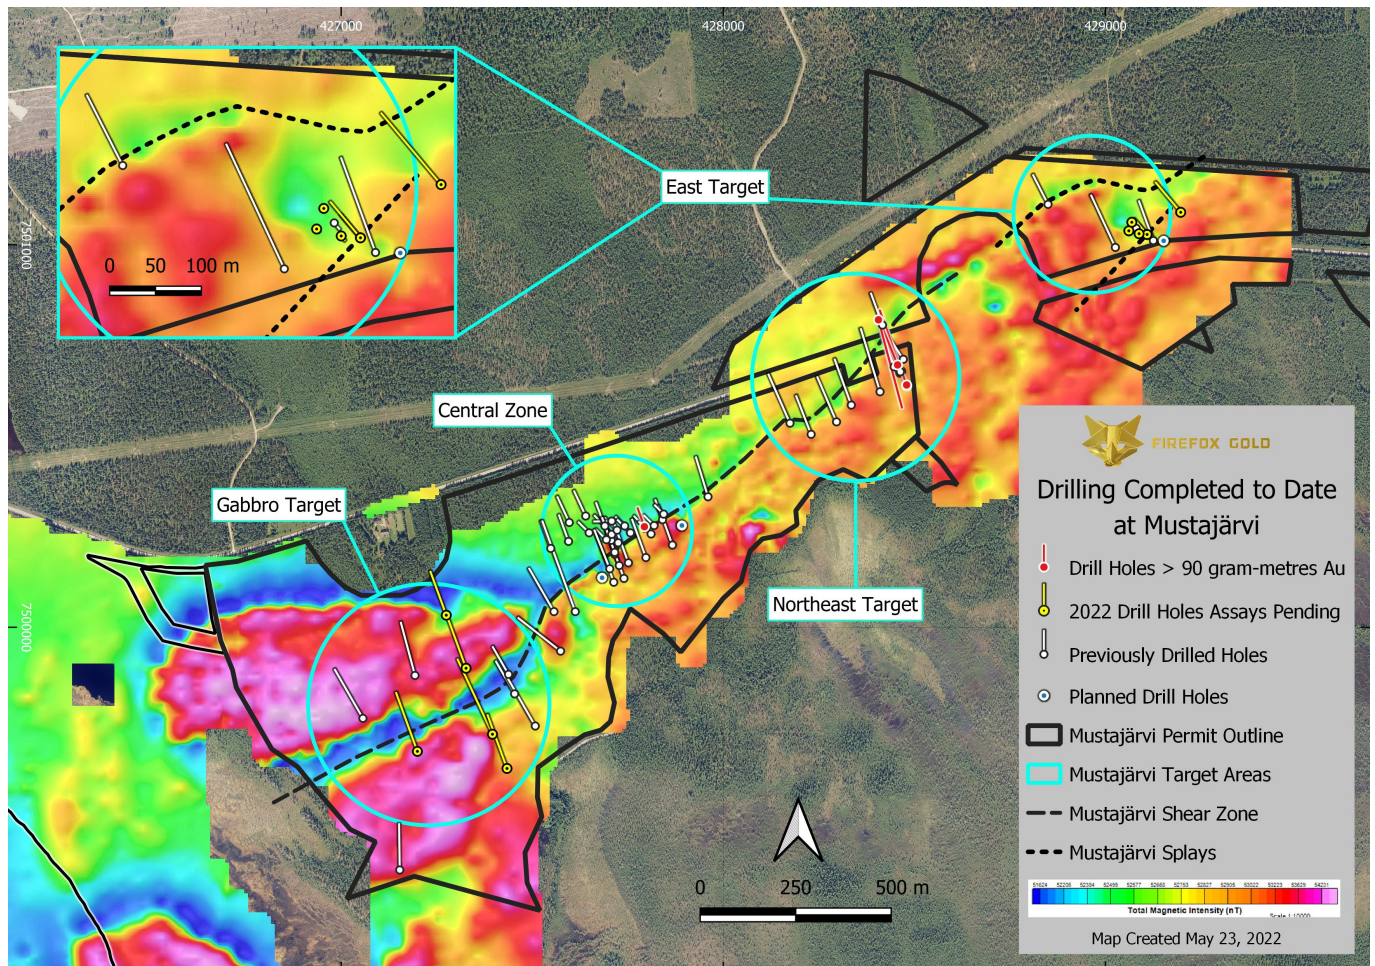 427000
428000
429000
7501000
7500000
0 50 100 m
East Target
Central Zone
Gabbro Target
Northeast Target
FIREFOX GOLD
Drilling Completed to Date
at Mustajärvi
Drill Holes > 90 gram-metres Au
2022 Drill Holes Assays Pending
Previously Drilled Holes
Planned Drill Holes
Mustajärvi Permit Outline
Mustajärvi Target Areas
Mustajärvi Shear Zone
Mustajärvi Splays
Total Magnetic Intensity (nT)
Scale 1:10000
Map Created May 23, 2022
0 250 500 m